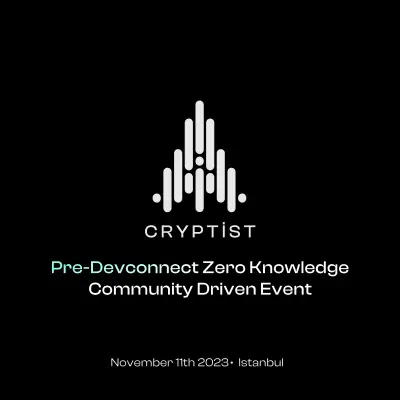 CRYPTİST
Pre-Devconnect Zero Knowledge
Community Driven Event
November 11th 2023• Istanbul